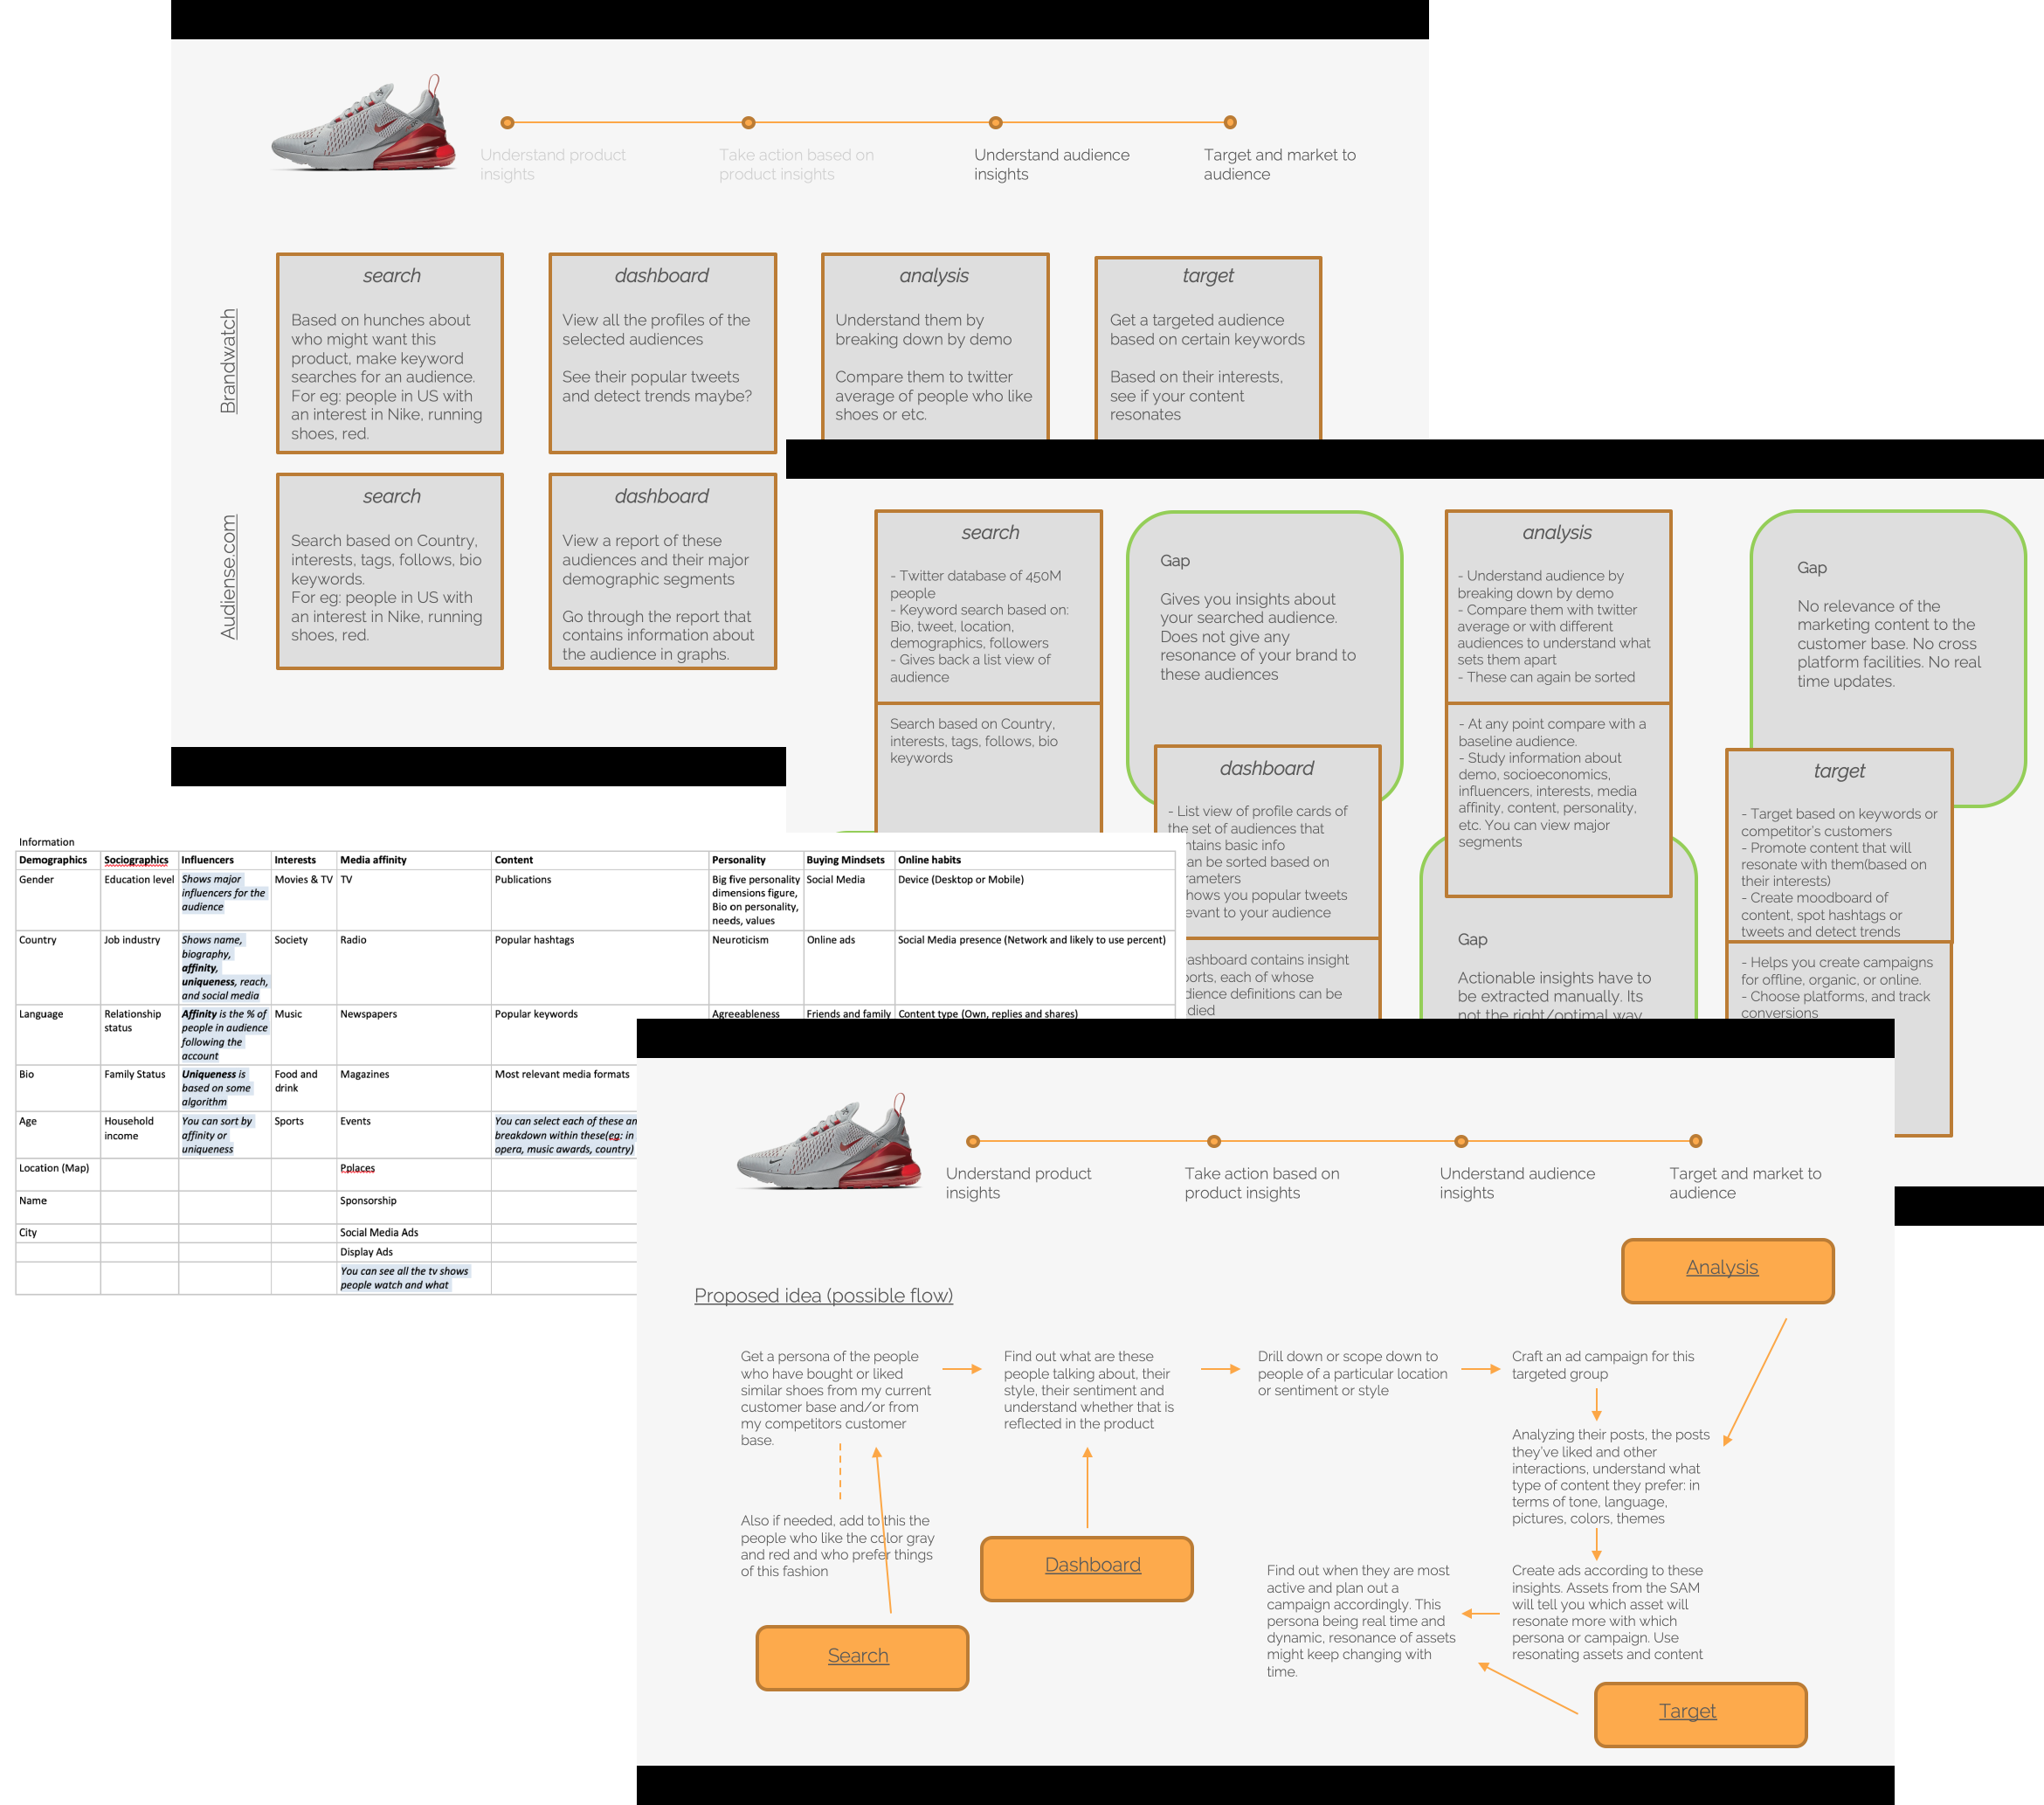 Understand product
insights
Take action based on
product insights
Understand audience
insights
Target and market to
audience
Brandwatch
search
Based on hunches about
who might want this
product, make keyword
searches for an audience.
For eg: people in US with
an interest in Nike, running
shoes, red.
dashboard
View all the profiles of the
selected audiences
See their popular tweets
and detect trends maybe?
analysis
Understand them by
breaking down by demo
Compare them to twitter
average of people who like
shoes or etc.
target
Get a targeted audience
based on certain keywords
Based on their interests,
see if your content
resonates
Audiense.com
search
Search based on Country,
interests, tags, follows, bio
keywords.
For eg: people in US with
an interest in Nike, running
shoes, red.
dashboard
View a report of these
audiences and their major
demographic segments
Go through the report that
contains information about
the audience in graphs.
search
- Twitter database of 450M
people
- Keyword search based on:
Bio, tweet, location,
demographics, followers
- Gives back a list view of
audience
Search based on Country,
interests, tags, follows, bio
keywords
Gap
Gives you insights about
your searched audience.
Does not give any
resonance of your brand to
these audiences
dashboard
- List view of profile cards of
the set of audiences that
ntains basic info
an be sorted based on
rameters
hows you popular tweets
evant to your audience
ashboard contains insight
ports, each of whose
dience definitions can be
died
analysis
- Understand audience by
breaking down by demo
- Compare them with twitter
average or with different
audiences to understand what
sets them apart
- These can again be sorted
- At any point compare with a
baseline audience.
- Study information about
demo, socioeconomics,
influencers, interests, media
affinity, content, personality,
etc. You can view major
segments
Gap
Actionable insights have to
be extracted manually. Its
not the right/optimal way
Gap
No relevance of the
marketing content to the
customer base. No cross
platform facilities. No real
time updates.
target
- Target based on keywords or
competitor's customers
- Promote content that will
resonate with them(based on
their interests)
- Create moodboard of
content, spot hashtags or
tweets and detect trends
- Helps you create campaigns
for offline, organic, or online.
- Choose platforms, and track
conversions
Information
Demographics Sociographics Influencers Interests Media affinity Content Personality Buying Mindsets Online habits
Gender Education level Shows major Movies & TV TV Publications Big five personality Social Media Device (Desktop or Mobile)
influencers for the dimensions figure,
audience Bio on personality,
needs, values
Country Job industry Shows name, Society Radio Popular hashtags Neuroticism Online ads Social Media presence (Network and likely to use percent)
biography,
affinity,
uniqueness, reach,
and social media
Language Relationship Affinity is the % of Music Newspapers Popular keywords Agreeableness Friends and family Content type (Own, replies and shares)
status people in audience
following the
account
Bio Family Status Uniqueness is Food and Magazines Most relevant media formats
based on some drink
algorithm
Age Household You can sort by Sports Events You can select each of these an
income affinity or breakdown within these(eg: in
uniqueness opera, music awards, country)
Location (Map) Pplaces
Name Sponsorship
City Social Media Ads
Display Ads
You can see all the tv shows
people watch and what
Understand product
insights
Take action based on
product insights
Understand audience
insights
Target and market to
audience
Analysis
Proposed idea (possible flow)
Get a persona of the people
who have bought or liked
similar shoes from my current
customer base and/or from
my competitors customer
base.
Find out what are these
people talking about, their
style, their sentiment and
understand whether that is
reflected in the product
Drill down or scope down to
people of a particular location
or sentiment or style
Craft an ad campaign for this
targeted group
Analyzing their posts, the posts
they've liked and other
interactions, understand what
type of content they prefer: in
terms of tone, language,
pictures, colors, themes
Also if needed, add to this the
people who like the color gray
and red and who prefer things
of this fashion
Dashboard
Search
Find out when they are most
active and plan out a
campaign accordingly. This
persona being real time and
dynamic, resonance of assets
might keep changing with
time.
Create ads according to these
insights. Assets from the SAM
will tell you which asset will
resonate more with which
persona or campaign. Use
resonating assets and content
Target